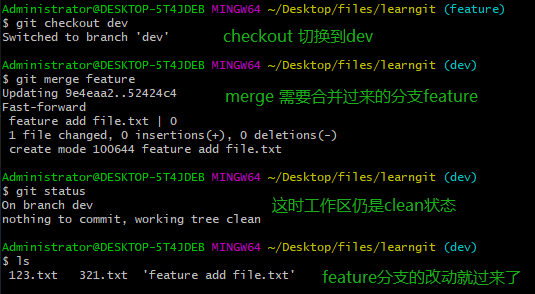 Administrator@DESKTOP-5T4JDEB MINGW64 ~/Desktop/files/learngit (feature)
$ git checkout dev
Switched to branch 'dev'
checkout 切换到dev
Administrator@DESKTOP-5T4JDEB MINGW64 ~/Desktop/files/learngit (dev)
$ git merge feature
Updating 9e4eaa2..52424c4
merge 需要合并过来的分支feature
Fast-forward
feature add file.txt | 0
1 file changed, 0 insertions(+), 0 deletions(-)
create mode 100644 feature add file.txt
Administrator@DESKTOP-5T4JDEB MINGW64 ~/Desktop/files/learngit (dev)
$ git status
On branch dev
这时工作区仍是clean状态
nothing to commit, working tree clean
Administrator@DESKTOP-5T4JDEB MINGW64 ~/Desktop/files/learngit (dev)
$ ls
123.txt 321.txt 'feature add file.txt'
feature分支的改动就过来了